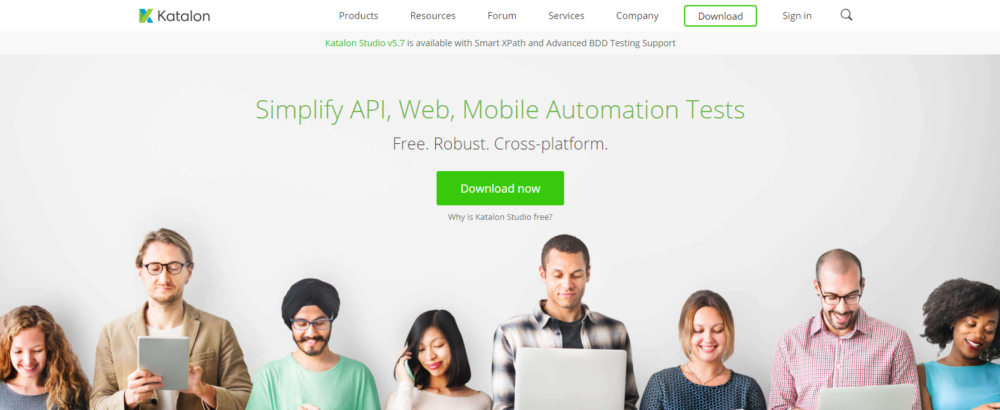 Katalon
Products Resources Forum Services Company Download Sign in
Katalon Studio v5.7 is available with Smart XPath and Advanced BDD Testing Support
Simplify API, Web, Mobile Automation Tests
Free. Robust. Cross-platform.
Download now
Why is Katalon Studio free?